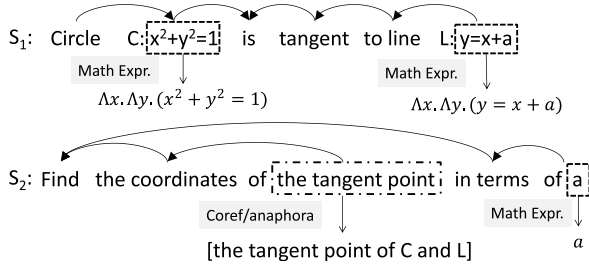 S₁: Circle C: x²+y²=1 is tangent to line L: y=x+a
Math Expr. Math Expr.
Λx.Λy.(x² + y² = 1) Λx.Λy.(y = x + a)
S₂: Find the coordinates of the tangent point in terms of a
Coref/anaphora Math Expr.
[the tangent point of C and L] a